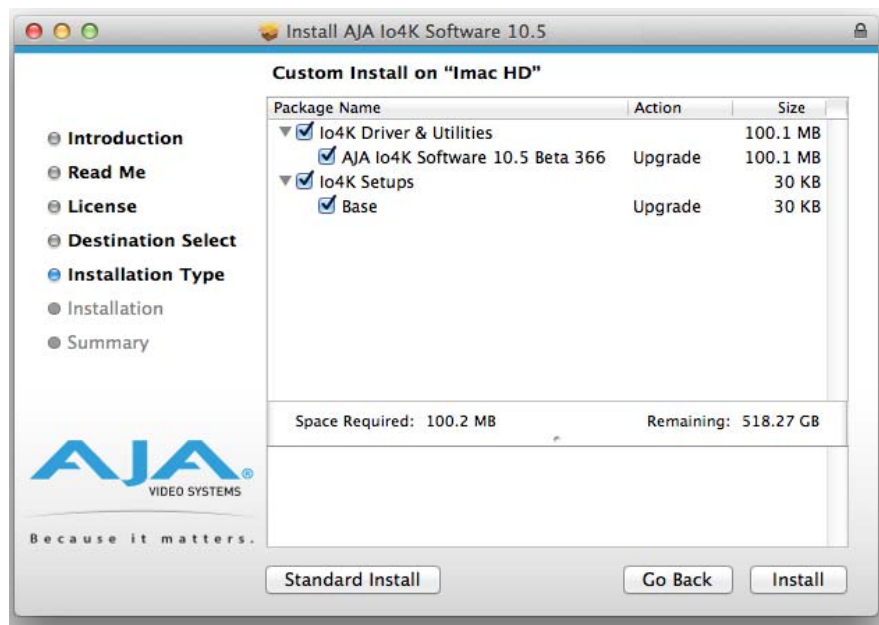 Install AJA Io4K Software 10.5
Custom Install on “Imac HD”
Introduction
Read Me
License
Destination Select
Installation Type
Installation
Summary
Package Name Action Size
Io4K Driver & Utilities 100.1 MB
AJA Io4K Software 10.5 Beta 366 Upgrade 100.1 MB
Io4K Setups 30 KB
Base Upgrade 30 KB
Space Required: 100.2 MB Remaining: 518.27 GB
AJA®
VIDEO SYSTEMS
Because it matters.
Standard Install Go Back Install